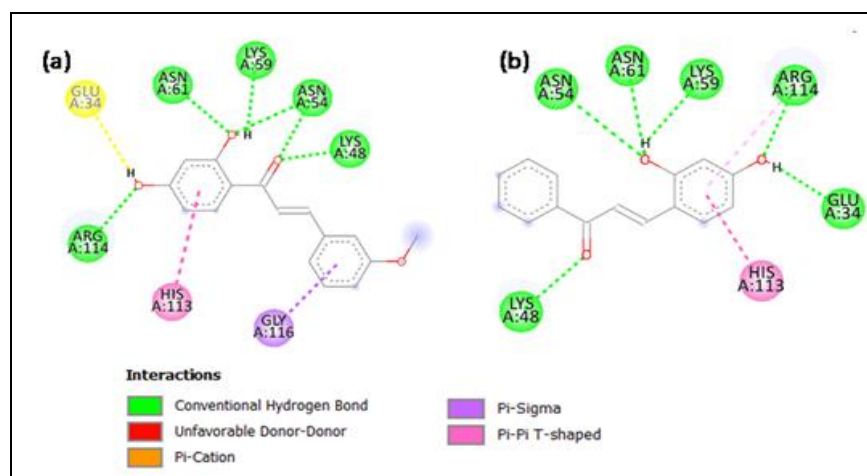 (a)
LYS
A:59
ASN
A:61
ASN
A:54
GLU
A:34
LYS
A:48
H
H
ARG
A:114
HIS
A:113
GLY
A:116
(b)
ASN
A:61
LYS
A:59
ARG
A:114
ASN
A:54
H
H
GLU
A:34
HIS
A:113
LYS
A:48
Interactions
Conventional Hydrogen Bond
Unfavorable Donor-Donor
Pi-Cation
Pi-Sigma
Pi-Pi T-shaped